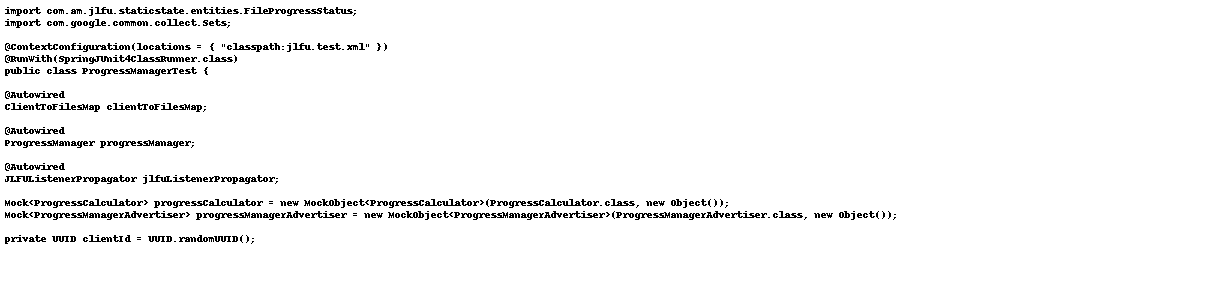 import com.am.jlfu.staticstate.entities.FileProgressStatus;
import com.google.common.collect.Sets;
@ContextConfiguration(locations = { "classpath:jlfu.test.xml" })
@RunWith(SpringJUnit4ClassRunner.class)
public class ProgressManagerTest {
@Autowired
ClientToFilesMap clientToFilesMap;
@Autowired
ProgressManager progressManager;
@Autowired
JLFUListenerPropagator jlfuListenerPropagator;
Mock<ProgressCalculator> progressCalculator = new MockObject<ProgressCalculator>(ProgressCalculator.class, new Object());
Mock<ProgressManagerAdvertiser> progressManagerAdvertiser = new MockObject<ProgressManagerAdvertiser>(ProgressManagerAdvertiser.class, new Object());
private UUID clientId = UUID.randomUUID();